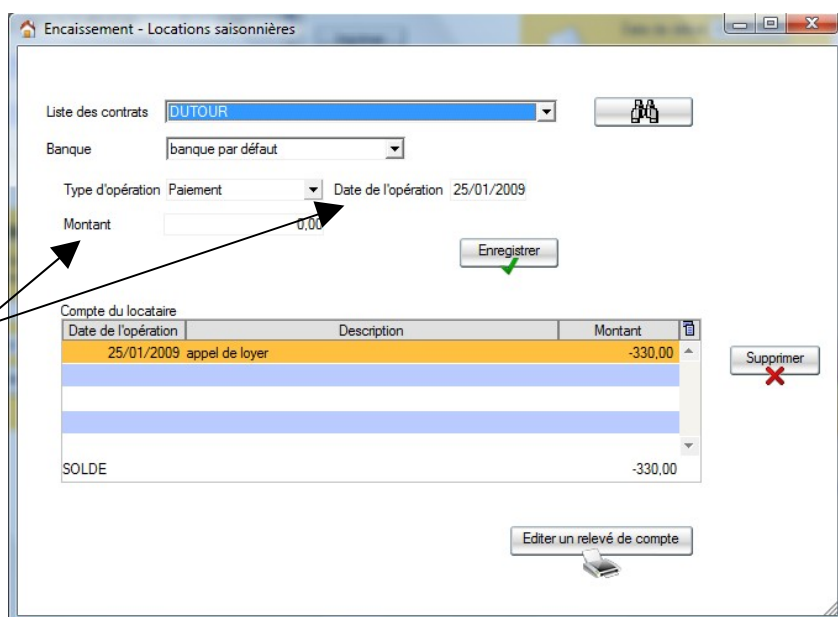 Encaissement - Locations saisonnières
Liste des contrats DUTOUR
Banque banque par défaut
Type d'opération Paiement Date de l'opération 25/01/2009
Montant 0,00
Enregistrer
Compte du locataire
Date de l'opération Description Montant
25/01/2009 appel de loyer -330,00
Supprimer
SOLDE -330,00
Editer un relevé de compte